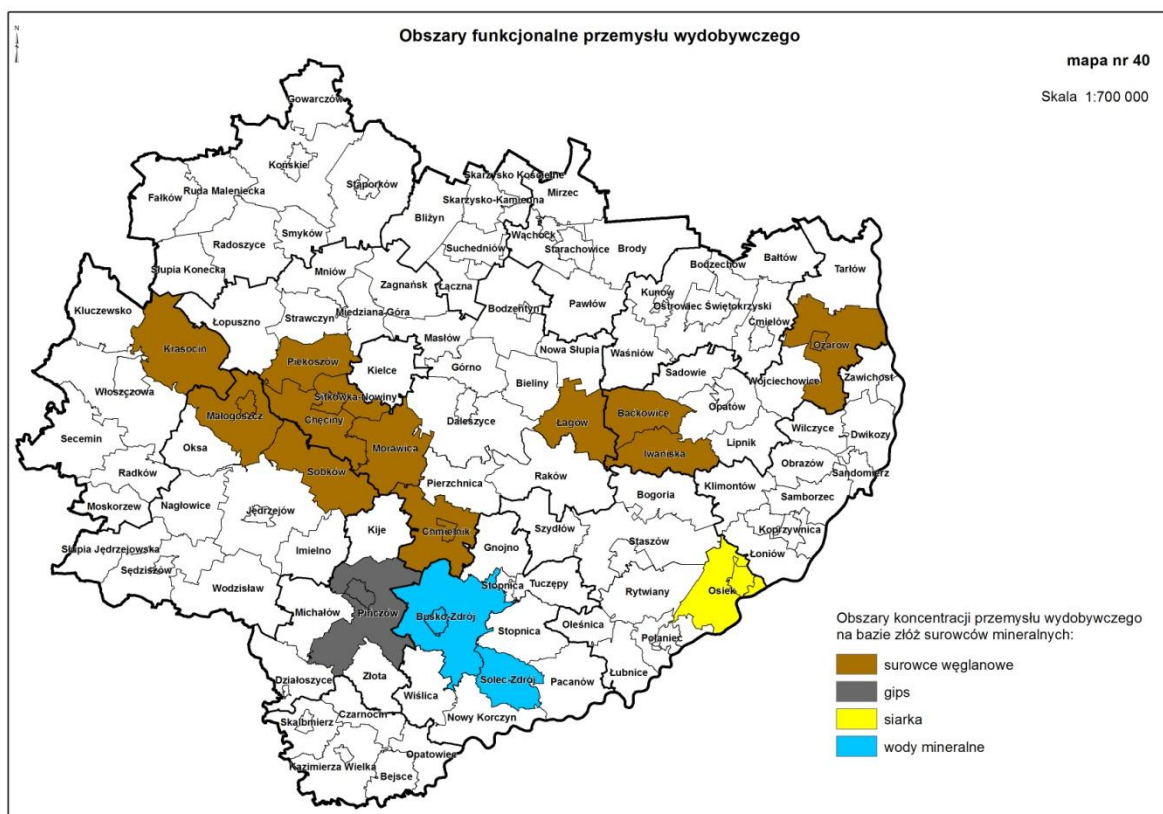 N
Obszary funkcjonalne przemysłu wydobywczego
mapa nr 40
Skala 1:700 000
Gowarczów
Końskie
Stąporków
Fałków
Ruda Maleniecka
Smyków
Radoszyce
Słupia Konecka
Skarżysko Kościelne
Mirzec
Skarżysko-Kamienna
Bliżyn
Wąchock
Suchedniów
Starachowice
Brody
Bodzechów
Bałtów
Tarłów
Mniów
Zagnańsk
Łączna
Bodzentyn
Pawłów
Kunów
Ostrowiec Świętokrzyski
Ćmielów
Kluczewsko
Łopuszno
Strawczyn
Miedziana Góra
Masłów
Nowa Słupia
Waśniów
Ożarów
Krasocin
Piekoszów
Kielce
Górno
Bieliny
Sadowie
Wojciechowice
Zawichost
Włoszczowa
Sitkówka-Nowiny
Małogoszcz
Chęciny
Daleszyce
Łagów
Baćkowice
Opatów
Wilczyce
Dwikozy
Secemin
Oksa
Morawica
Iwaniska
Lipnik
Radków
Sobków
Raków
Obrazów
Sandomierz
Pierzchnica
Klimontów
Samborzec
Moskorzew
Nagłowice
Jędrzejów
Bogoria
Kije
Chmielnik
Szydłów
Koprzywnica
Słupia Jędrzejowska
Imielno
Gnojno
Staszów
Łoniów
Sędziszów
Wodzisław
Stopnica
Tuczępy
Rytwiany
Osiek
Michałów
Pińczów
Busko-Zdrój
Stopnica
Oleśnica
Połaniec
Działoszyce
Złota
Wiślica
Solec-Zdrój
Pacanów
Łubnice
Skalbmierz
Czarnocin
Nowy Korczyn
Opatowiec
Kazimierza Wielka
Bejsce
Obszary koncentracji przemysłu wydobywczego
na bazie złóż surowców mineralnych:
surowce węglanowe
gips
siarka
wody mineralne